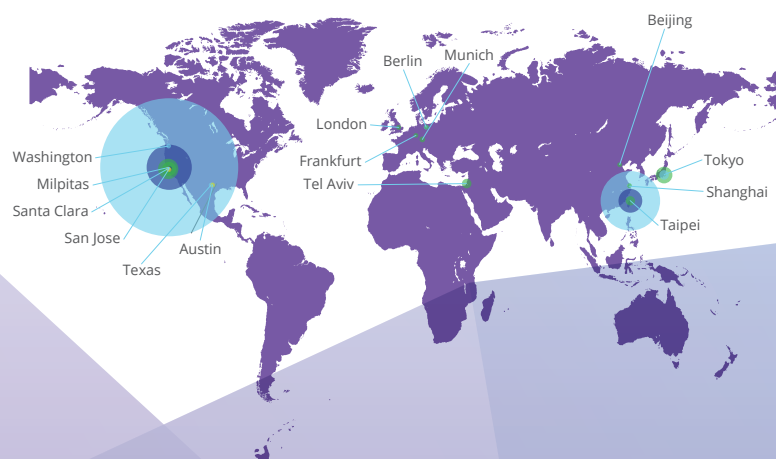 Beijing
Berlin
Munich
London
Washington
Frankfurt
Tokyo
Milpitas
Tel Aviv
Shanghai
Santa Clara
Taipei
San Jose
Austin
Texas